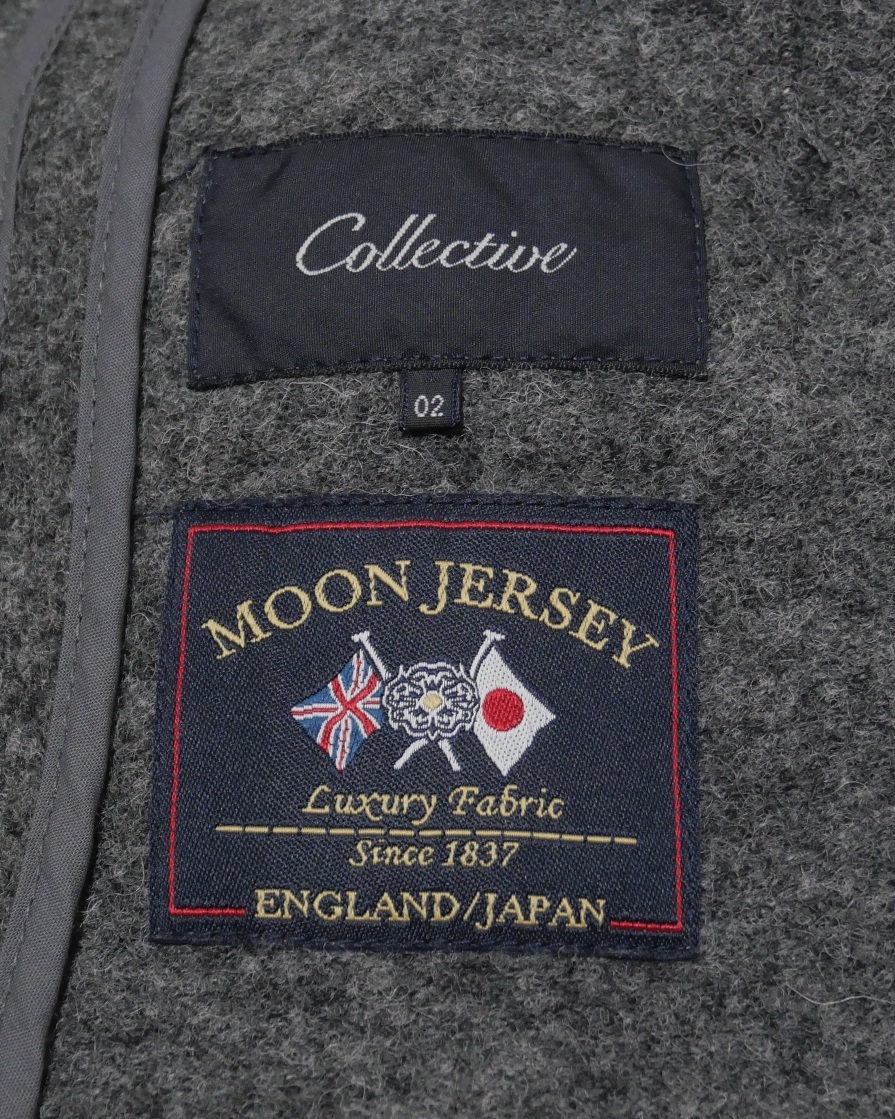 Collective
02
MOON JERSEY
Luxury Fabric
Since 1837
ENGLAND/JAPAN